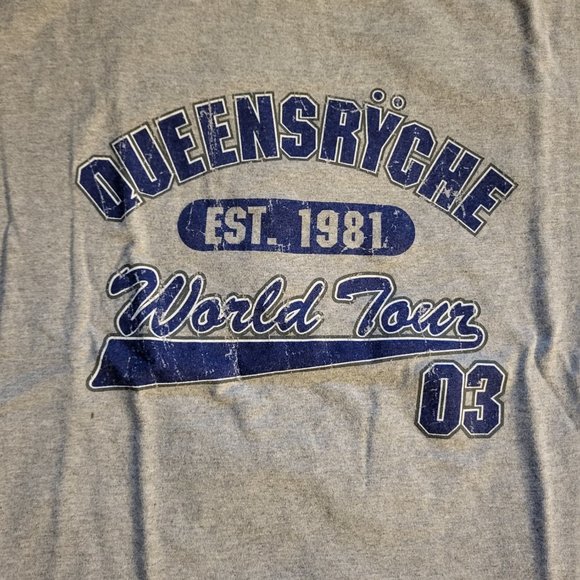 QUEENSRŸCHE
EST. 1981
World Tour
03